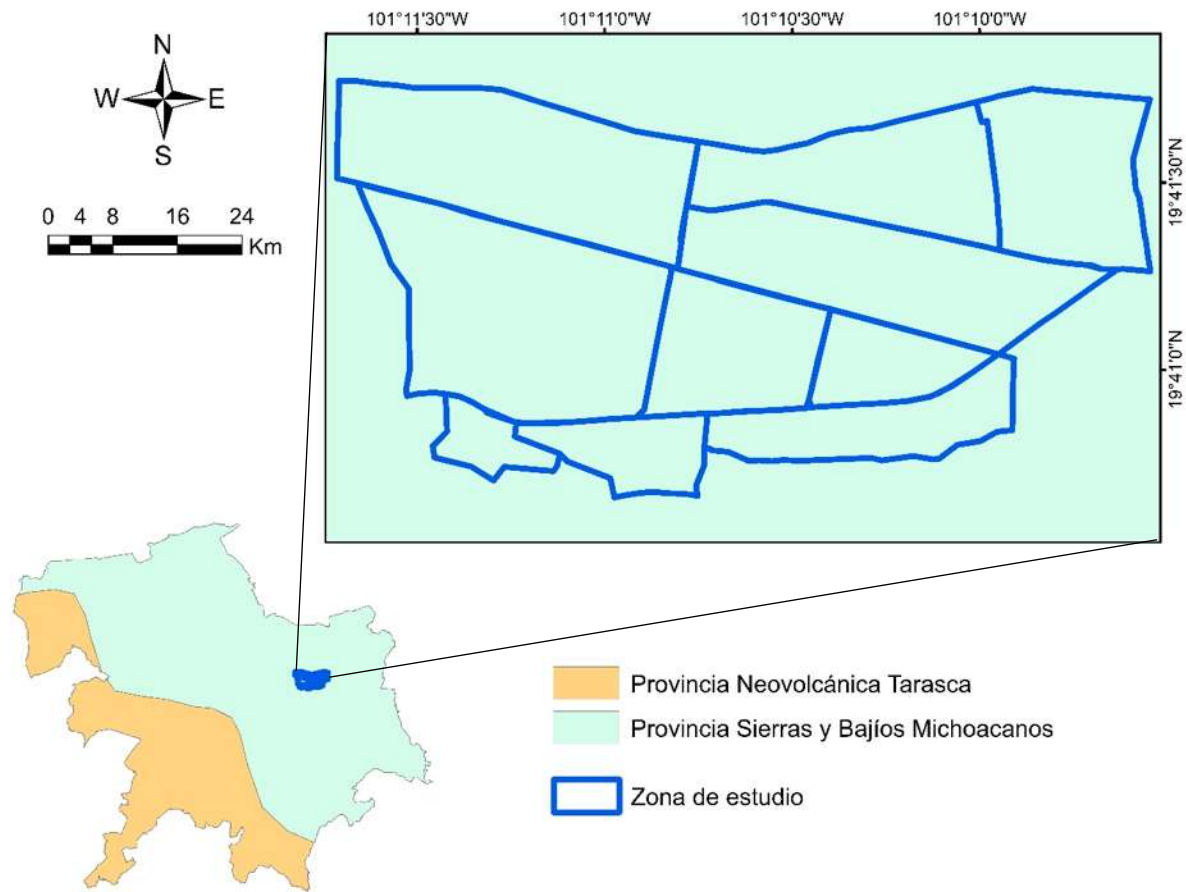 101°11'30"W 101°11'0"W 101°10'30"W 101°10'0"W
N
W E
S
0 4 8 16 24
Km
19°41'30"N
19°41'0"N
Provincia Neovolcánica Tarasca
Provincia Sierras y Bajíos Michoacanos
Zona de estudio